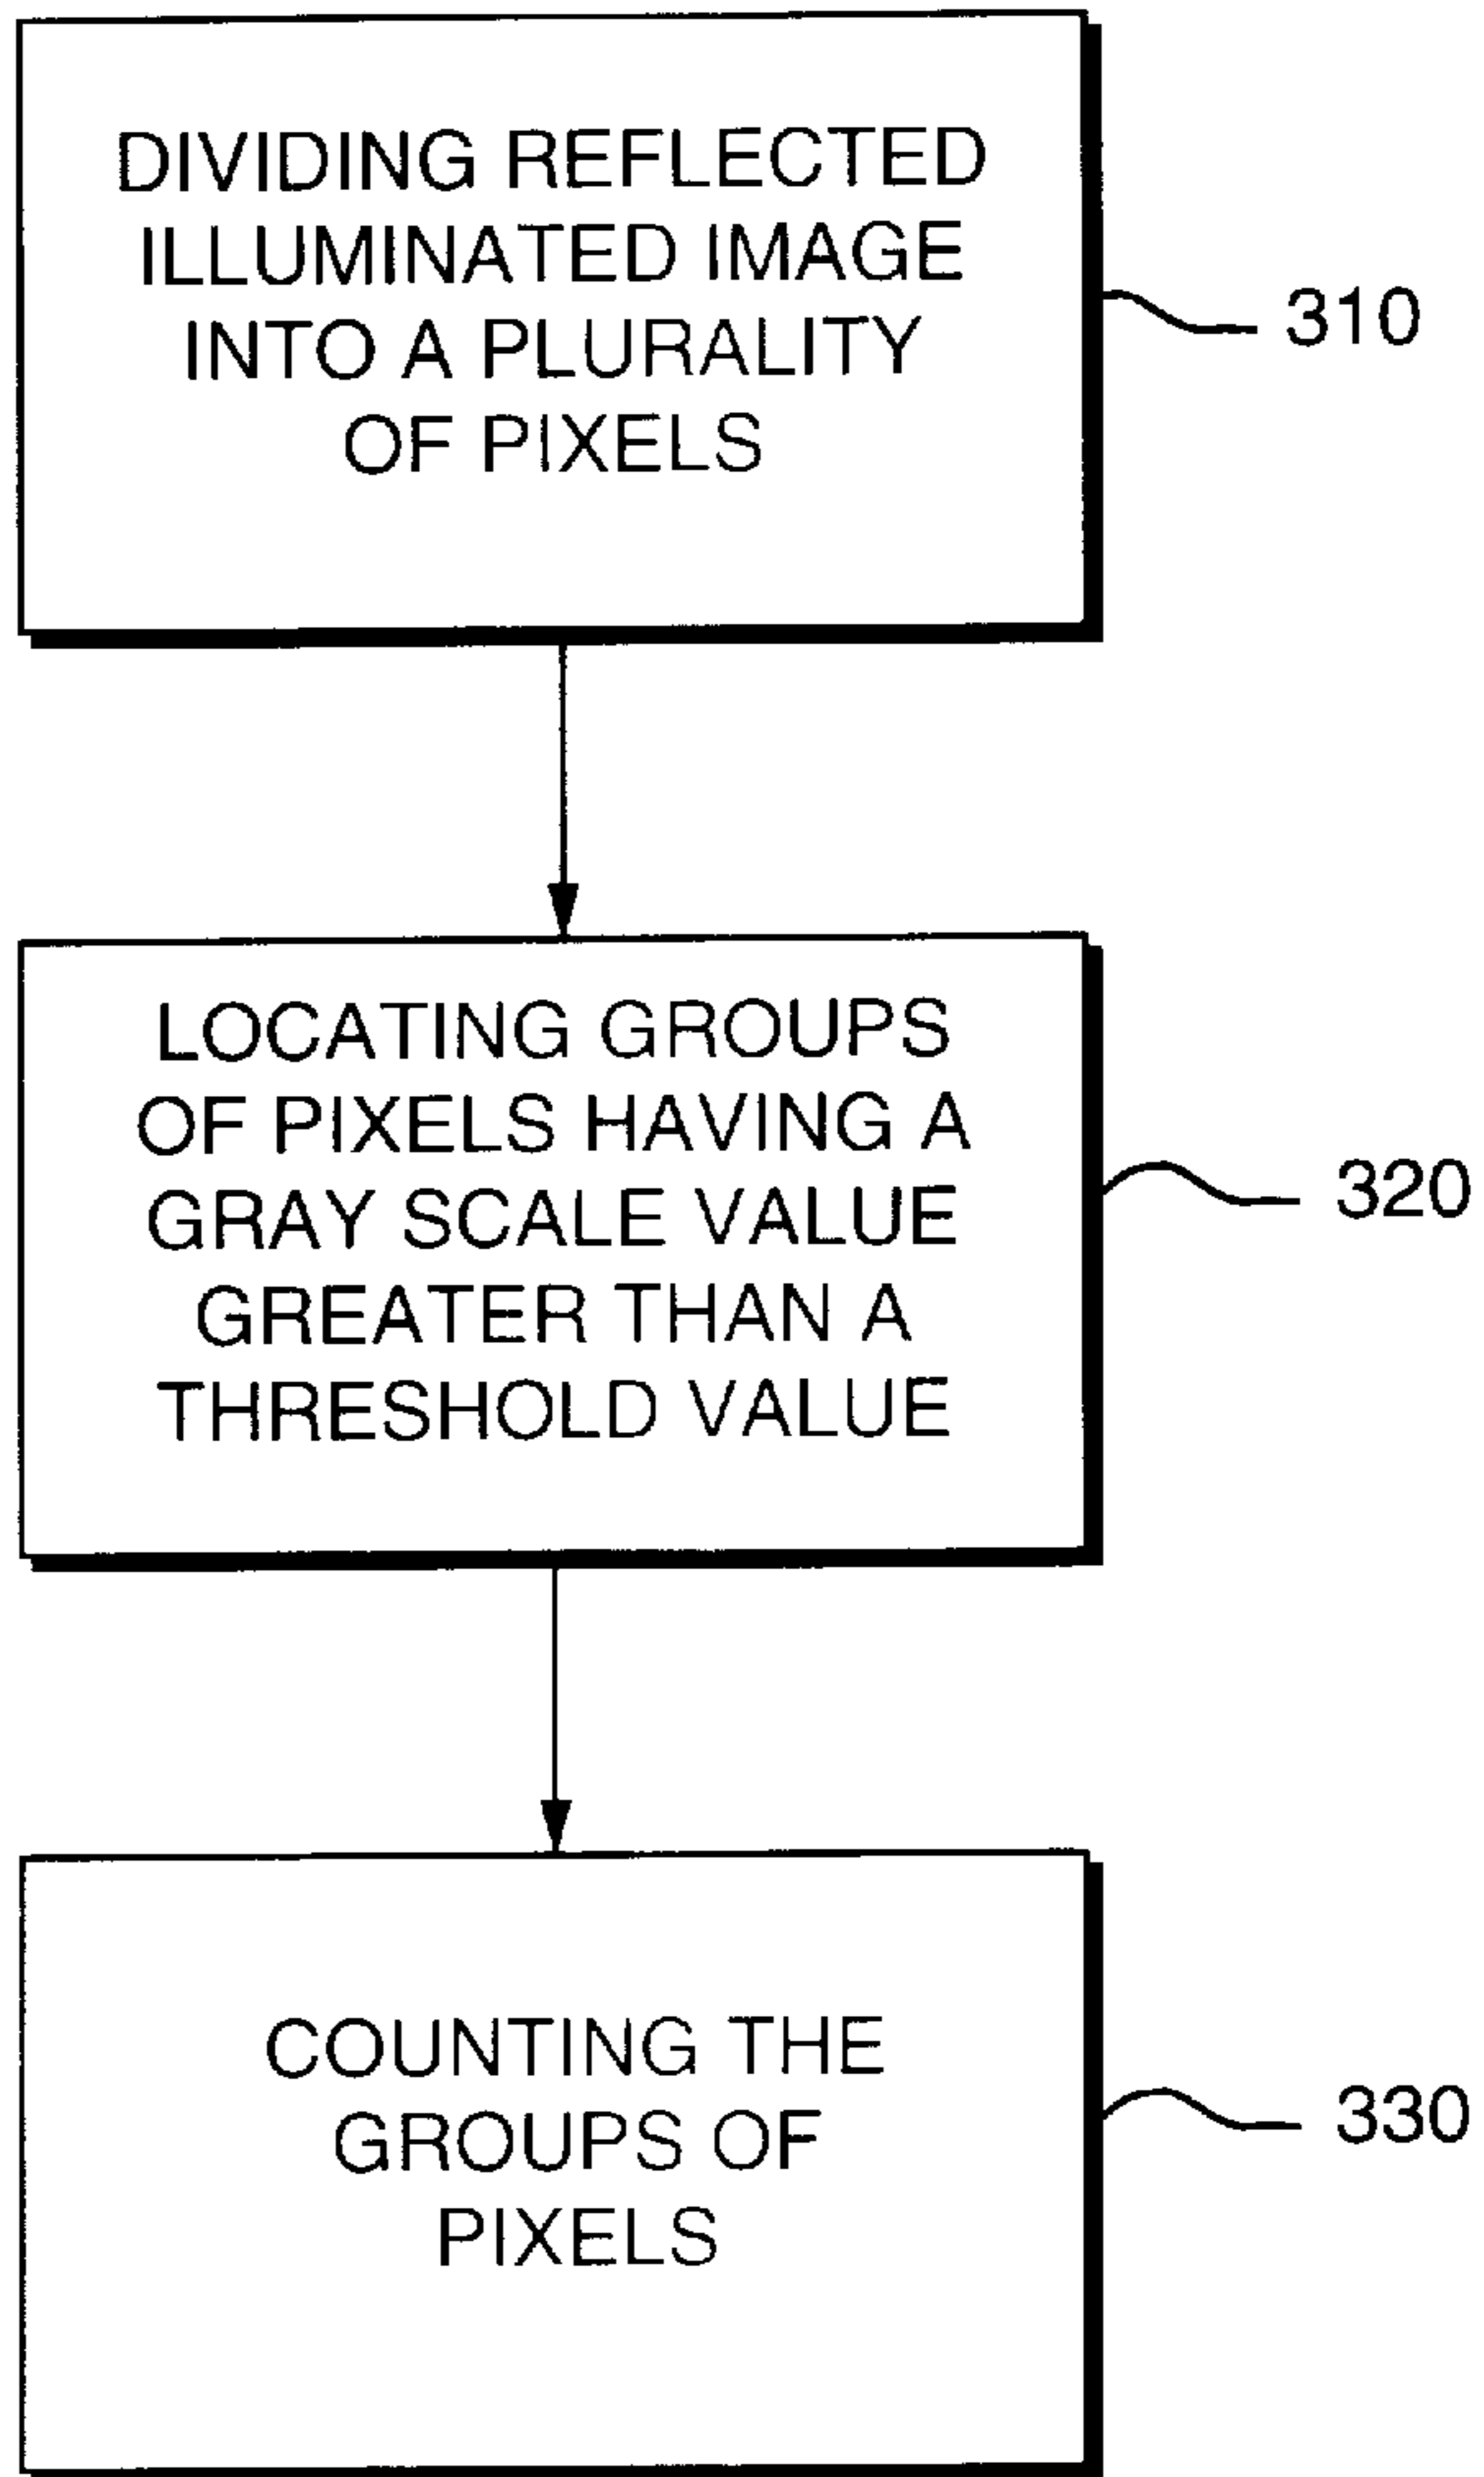 DIVIDING REFLECTED
ILLUMINATED IMAGE
INTO A PLURALITY
OF PIXELS
310
LOCATING GROUPS
OF PIXELS HAVING A
GRAY SCALE VALUE
GREATER THAN A
THRESHOLD VALUE
320
COUNTING THE
GROUPS OF
PIXELS
330